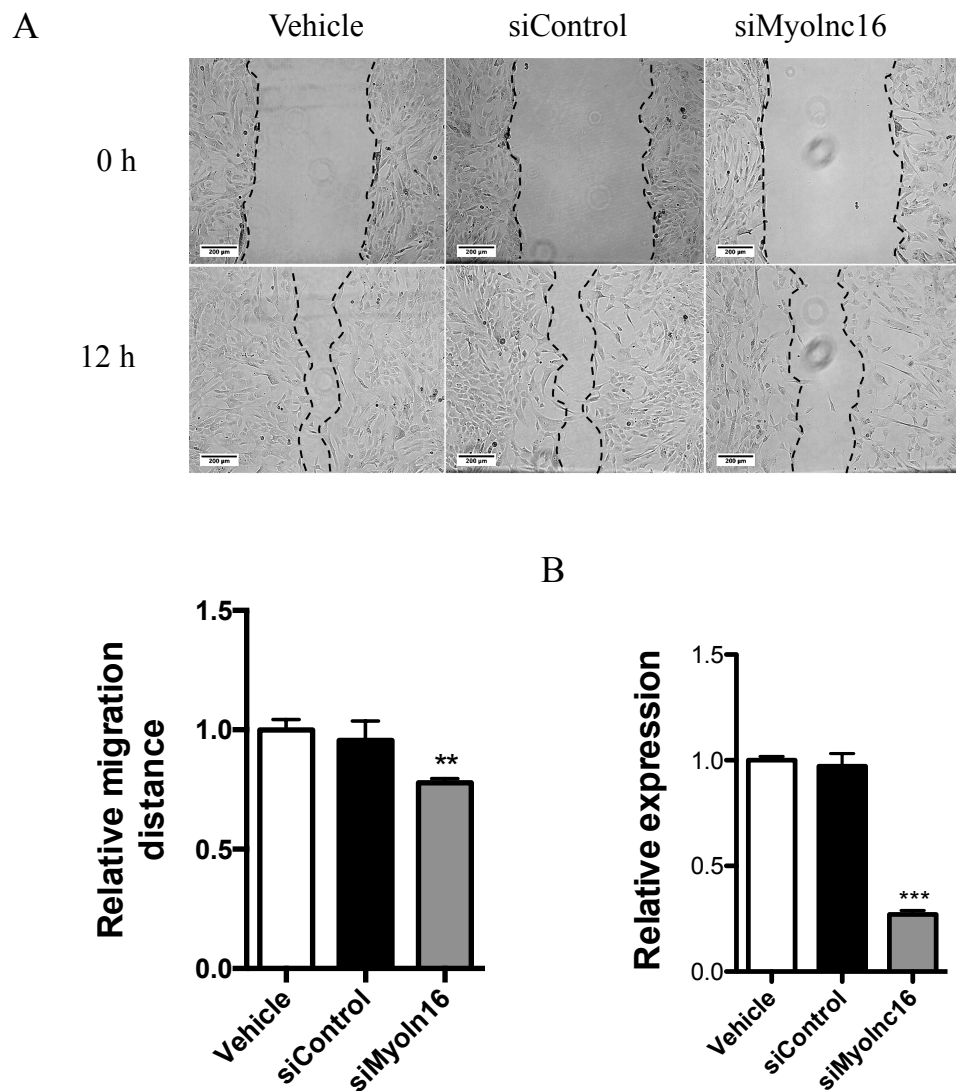 A
Vehicle siControl siMyolnc16
0 h
200 µm 200 µm 200 µm
12 h
200 µm 200 µm 200 µm
B
Relative migration
distance
1.5
1.0
0.5
0.0
**
Vehicle
siControl
siMyoln16
Relative expression
1.5
1.0
0.5
0.0
***
Vehicle
siControl
siMyolnc16